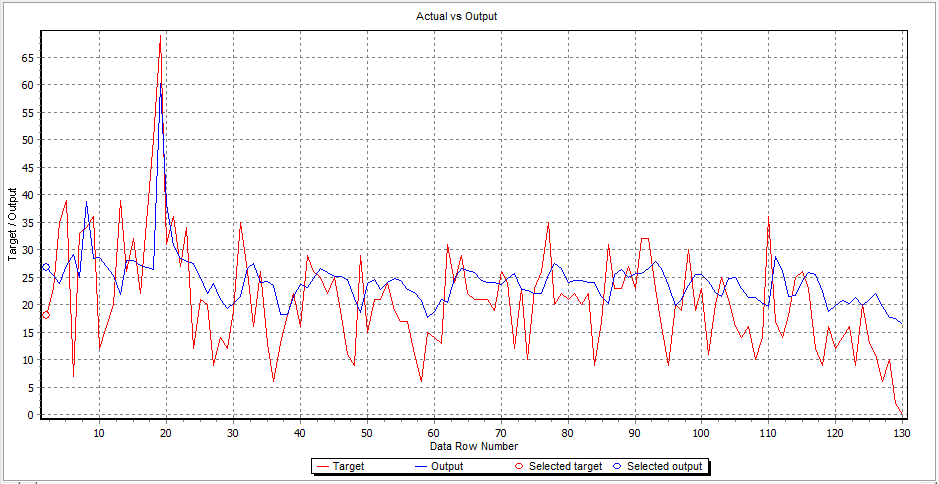 Actual vs Output
Target / Output
65
60
55
50
45
40
35
30
25
20
15
10
5
0
10 20 30 40 50 60 70 80 90 100 110 120 130
Data Row Number
Target Output Selected target Selected output